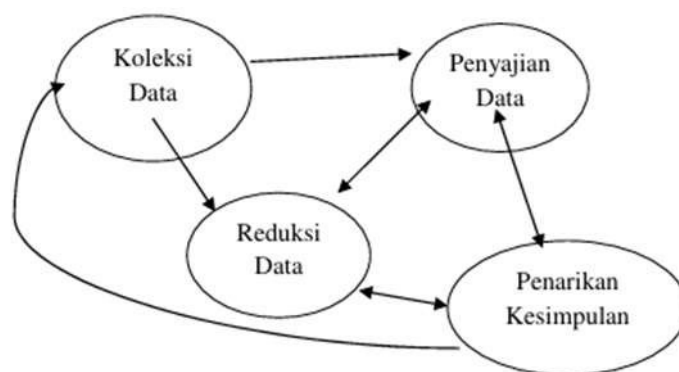 Koleksi
Data
Penyajian
Data
Reduksi
Data
Penarikan
Kesimpulan